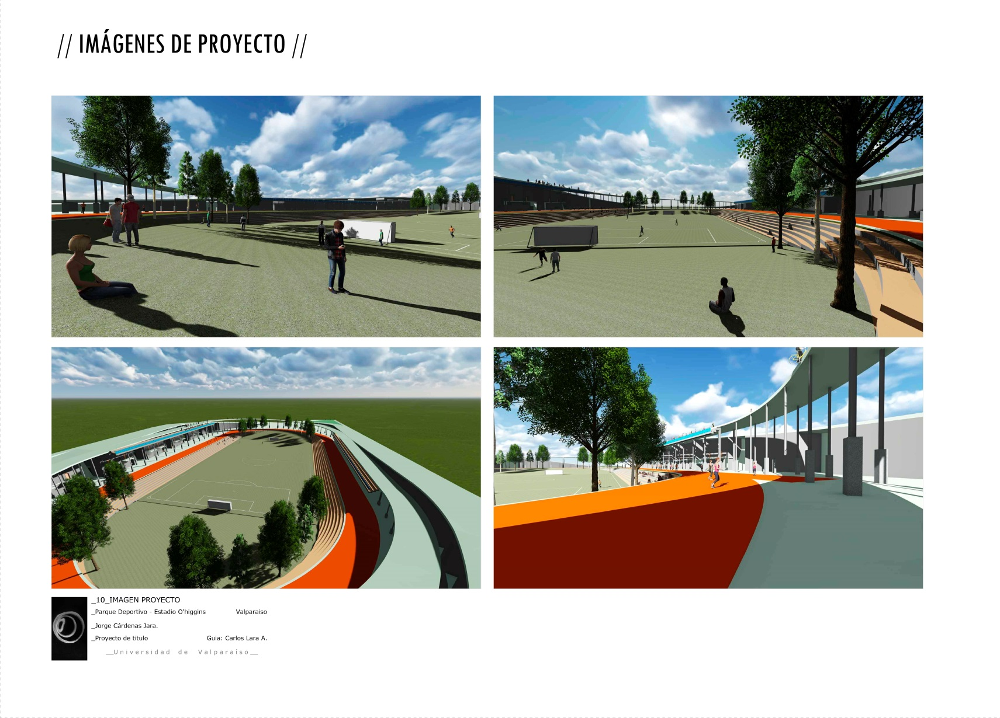 // IMÁGENES DE PROYECTO //
_10_IMAGEN PROYECTO
_Parque Deportivo - Estadio O'higgins Valparaiso
_Jorge Cárdenas Jara.
_Proyecto de titulo Guia: Carlos Lara A.
__Universidad de Valparaíso__